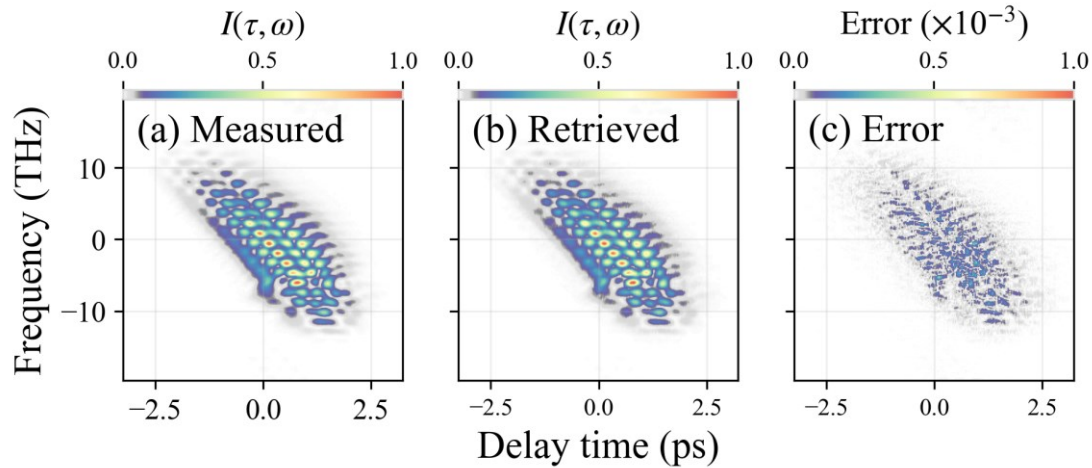 I(τ, ω)
I(τ, ω)
Error (×10⁻³)
0.0 0.5 1.0
0.0 0.5 1.0
0.0 0.5 1.0
(a) Measured
(b) Retrieved
(c) Error
Frequency (THz)
10
0
−10
−2.5 0.0 2.5
−2.5 0.0 2.5
−2.5 0.0 2.5
Delay time (ps)